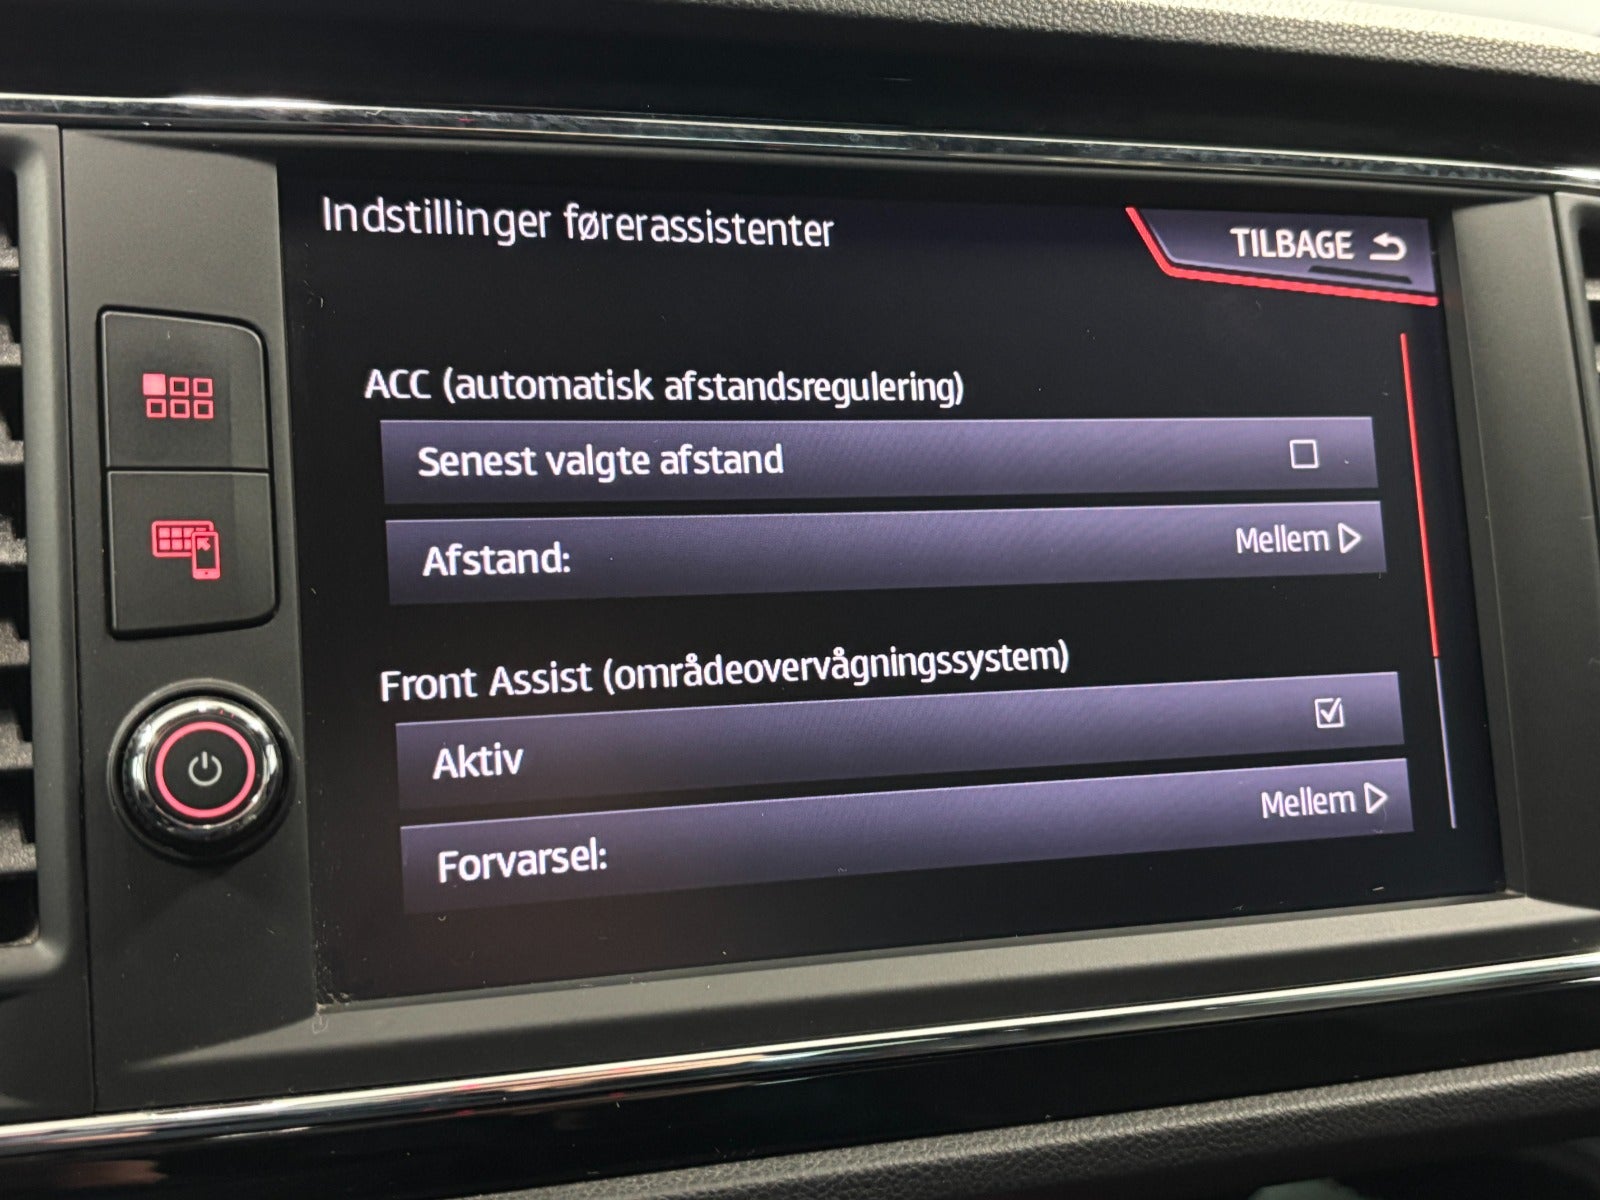 Indstillinger førerassistenter
TILBAGE
ACC (automatisk afstandsregulering)
Senest valgte afstand
Afstand:
Mellem
Front Assist (områdeovervågningssystem)
Aktiv
Forvarsel:
Mellem